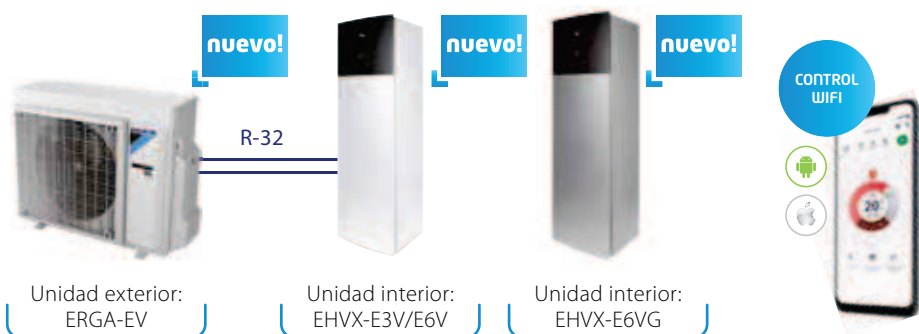 nuevo!
nuevo!
nuevo!
CONTROL
WIFI
R-32
20
Unidad exterior:
ERGA-EV
Unidad interior:
EHVX-E3V/E6V
Unidad interior:
EHVX-E6VG